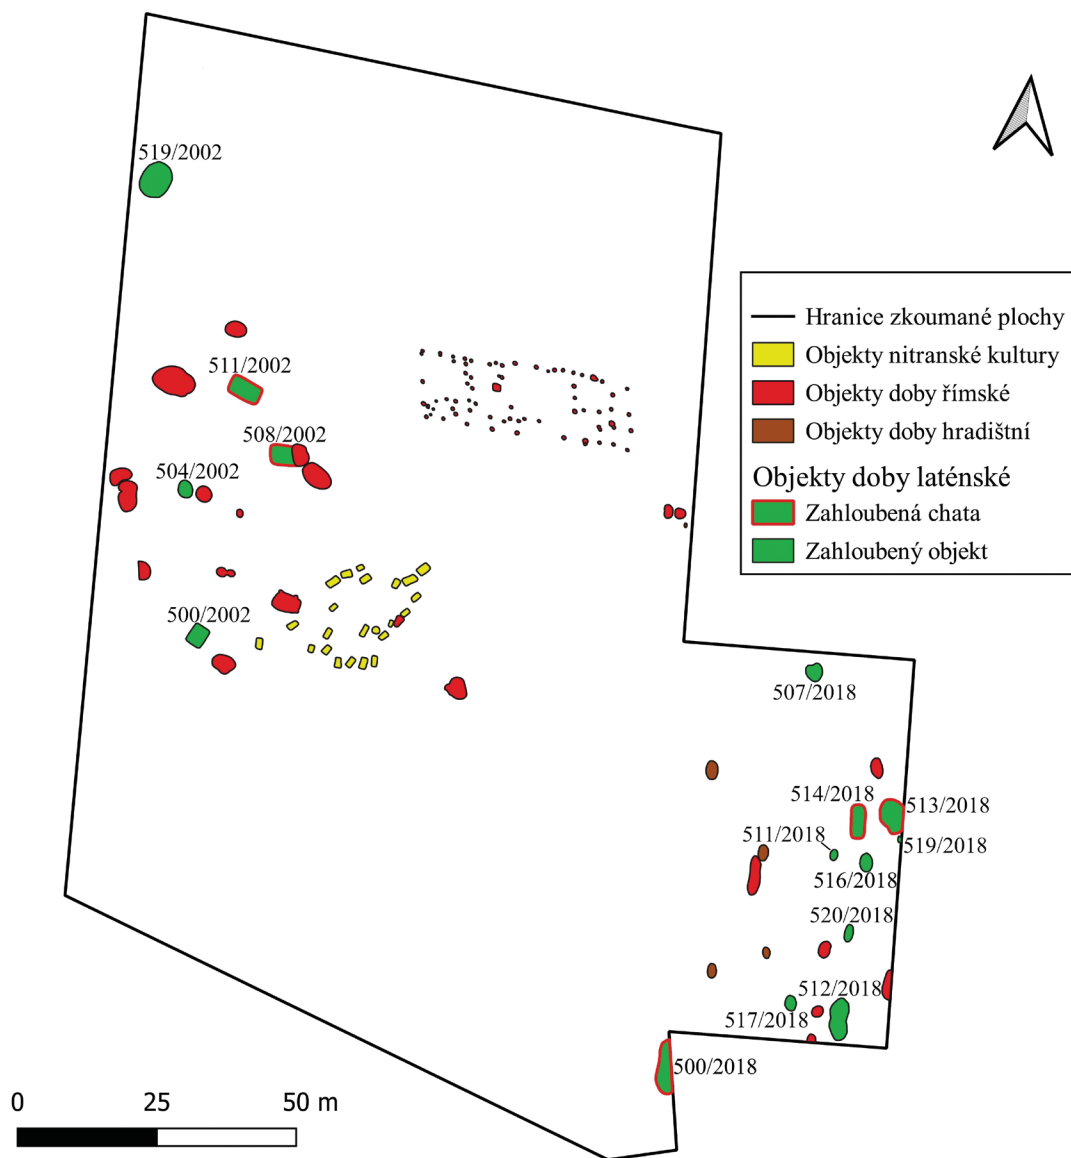 519/2002
511/2002
508/2002
504/2002
500/2002
Hranice zkoumané plochy
Objekty nitranské kultury
Objekty doby římské
Objekty doby hradištní
Objekty doby laténské
Zahloubená chata
Zahloubený objekt
507/2018
514/2018
513/2018
511/2018
519/2018
516/2018
520/2018
512/2018
517/2018
500/2018
0 25 50 m